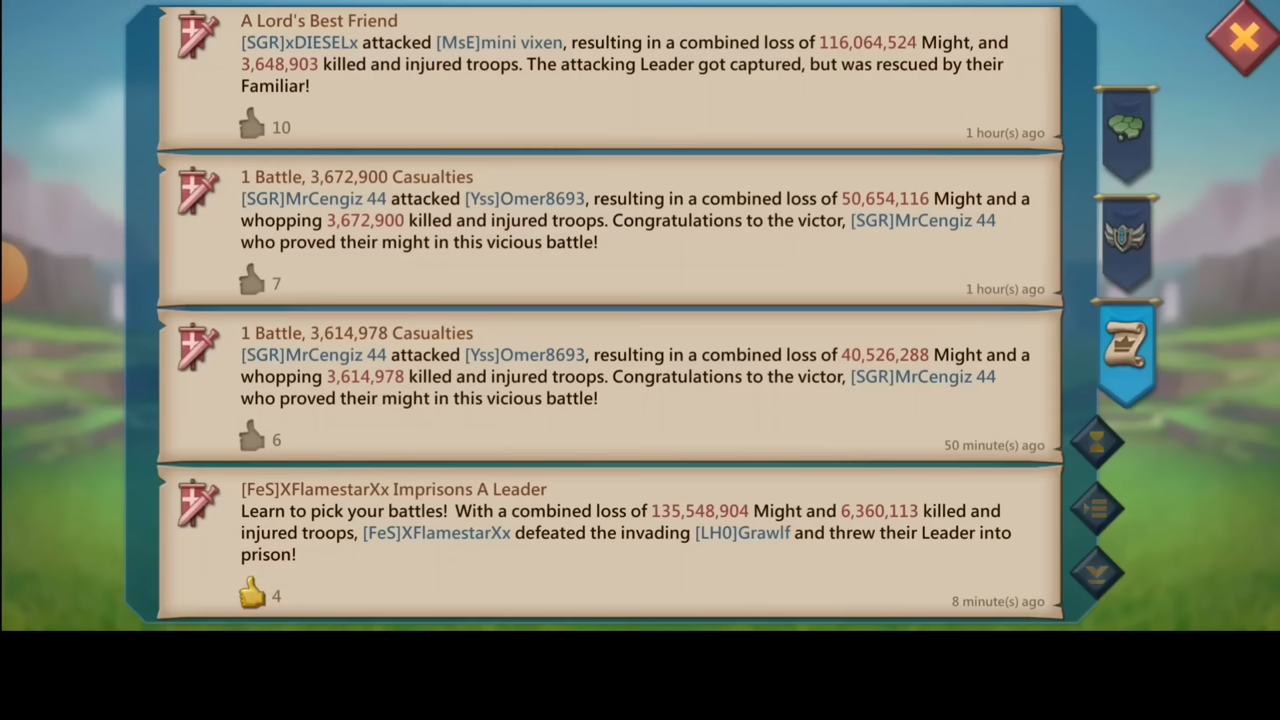 A Lord's Best Friend
[SGR]xDIESELx attacked [MsE]mini vixen, resulting in a combined loss of 116,064,524 Might, and
3,648,903 killed and injured troops. The attacking Leader got captured, but was rescued by their
Familiar!
10
1 hour(s) ago
1 Battle, 3,672,900 Casualties
[SGR]MrCengiz 44 attacked [Yss]Omer8693, resulting in a combined loss of 50,654,116 Might and a
whopping 3,672,900 killed and injured troops. Congratulations to the victor, [SGR]MrCengiz 44
who proved their might in this vicious battle!
7
1 hour(s) ago
1 Battle, 3,614,978 Casualties
[SGR]MrCengiz 44 attacked [Yss]Omer8693, resulting in a combined loss of 40,526,288 Might and a
whopping 3,614,978 killed and injured troops. Congratulations to the victor, [SGR]MrCengiz 44
who proved their might in this vicious battle!
6
50 minute(s) ago
[FeS]XFlamestarXx Imprisons A Leader
Learn to pick your battles! With a combined loss of 135,548,904 Might and 6,360,113 killed and
injured troops, [FeS]XFlamestarXx defeated the invading [LH0]Grawlf and threw their Leader into
prison!
4
8 minute(s) ago